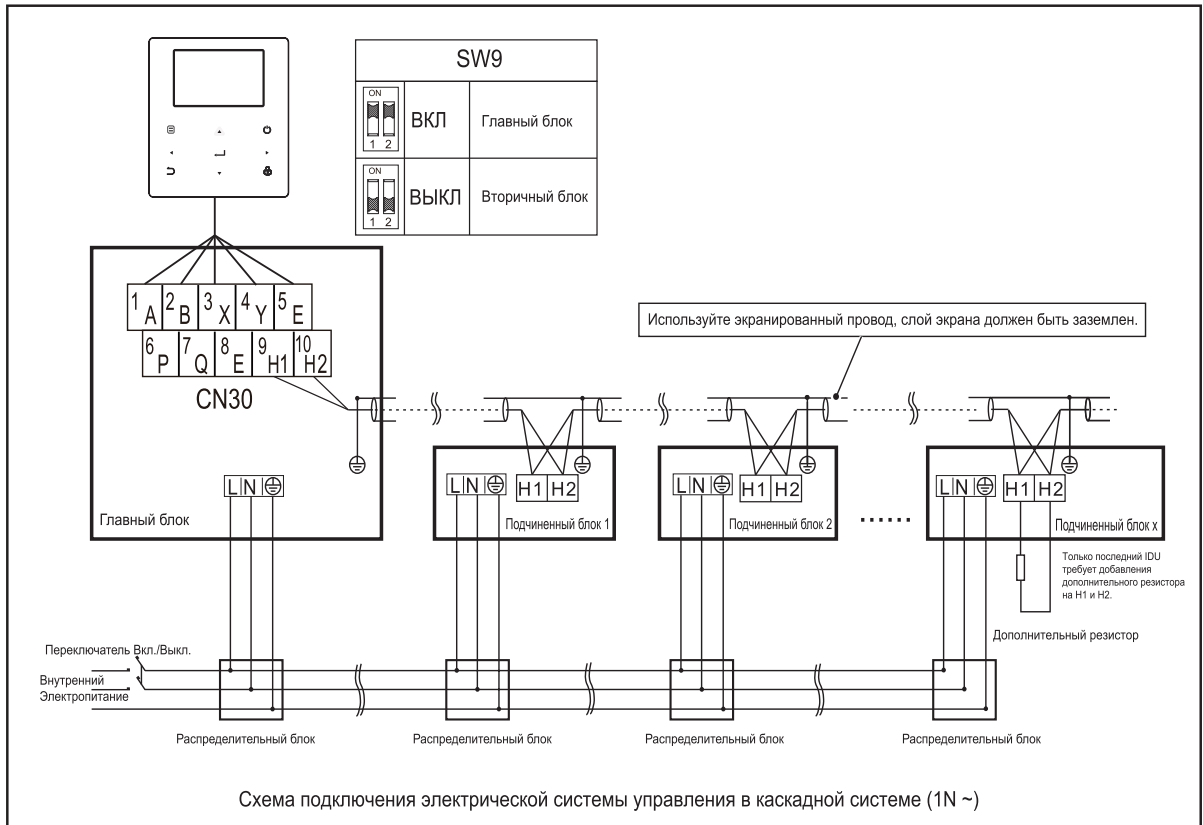 SW9
ON
1 2
ВКЛ
Главный блок
ON
1 2
ВЫКЛ
Вторичный блок
1 A 2 B 3 X 4 Y 5 E
6 P 7 Q 8 E 9 H1 10 H2
CN30
Используйте экранированный провод, слой экрана должен быть заземлен.
L N
Главный блок
L N
H1 H2
Подчиненный блок 1
L N
H1 H2
Подчиненный блок 2
......
L N
H1 H2
Подчиненный блок x
Только последний IDU
требует добавления
дополнительного резистора
на H1 и H2.
Дополнительный резистор
Переключатель Вкл./Выкл.
Внутренний
Электропитание
Распределительный блок
Распределительный блок
Распределительный блок
Распределительный блок
Схема подключения электрической системы управления в каскадной системе (1N ~)